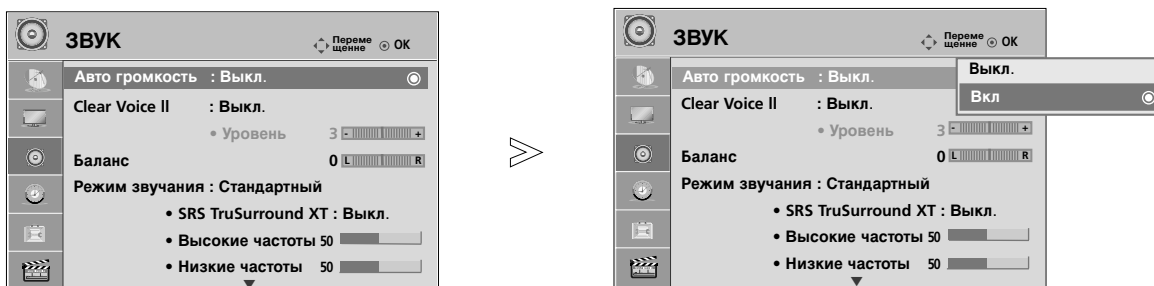 ЗВУК
Переме
щение
ОК
Авто громкость : Выкл.
Clear Voice II : Выкл.
• Уровень 3 - +
Баланс 0 L R
Режим звучания : Стандартный
• SRS TruSurround XT : Выкл.
• Высокие частоты 50
• Низкие частоты 50
>
ЗВУК
Переме
щение
ОК
Авто громкость : Выкл.
Выкл.
Вкл
Clear Voice II : Выкл.
• Уровень 3 - +
Баланс 0 L R
Режим звучания : Стандартный
• SRS TruSurround XT : Выкл.
• Высокие частоты 50
• Низкие частоты 50